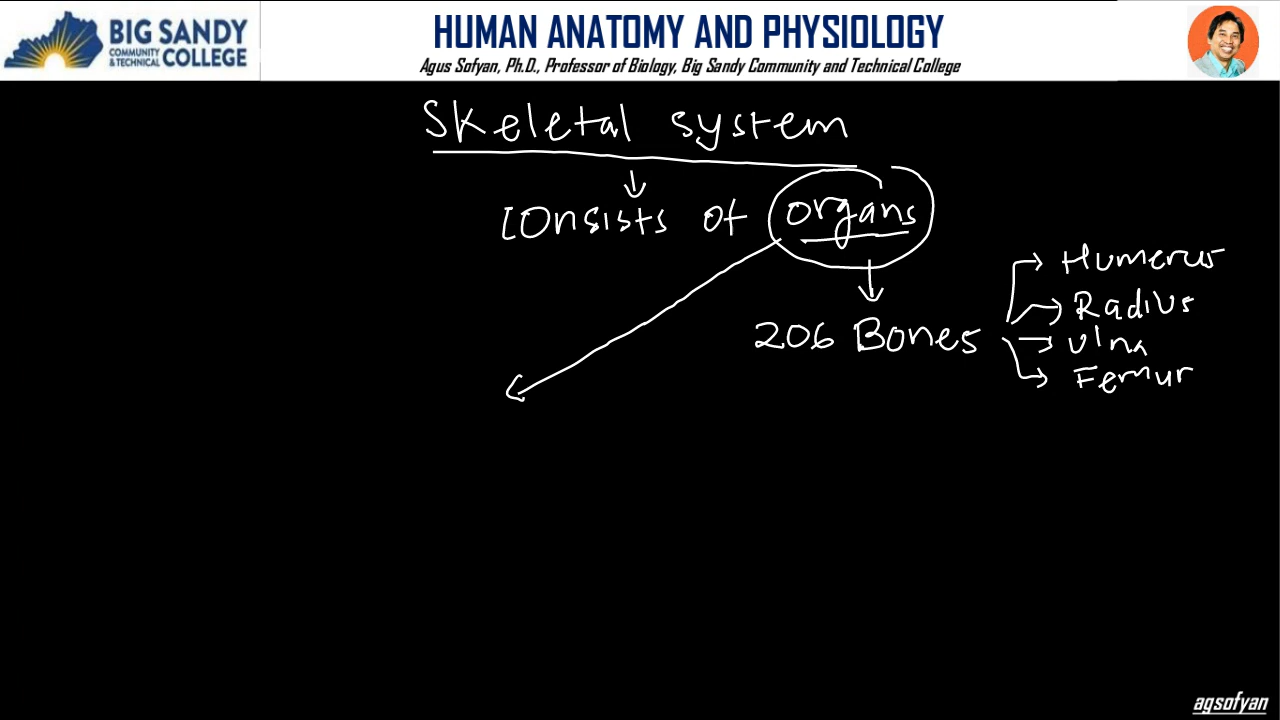 BIG SANDY
COMMUNITY
& TECHNICAL COLLEGE
HUMAN ANATOMY AND PHYSIOLOGY
Agus Sofyan, Ph.D., Professor of Biology, Big Sandy Community and Technical College
Skeletal system
Consists of organs
206 Bones
Humerus
Radius
Ulna
Femur
agsofyan